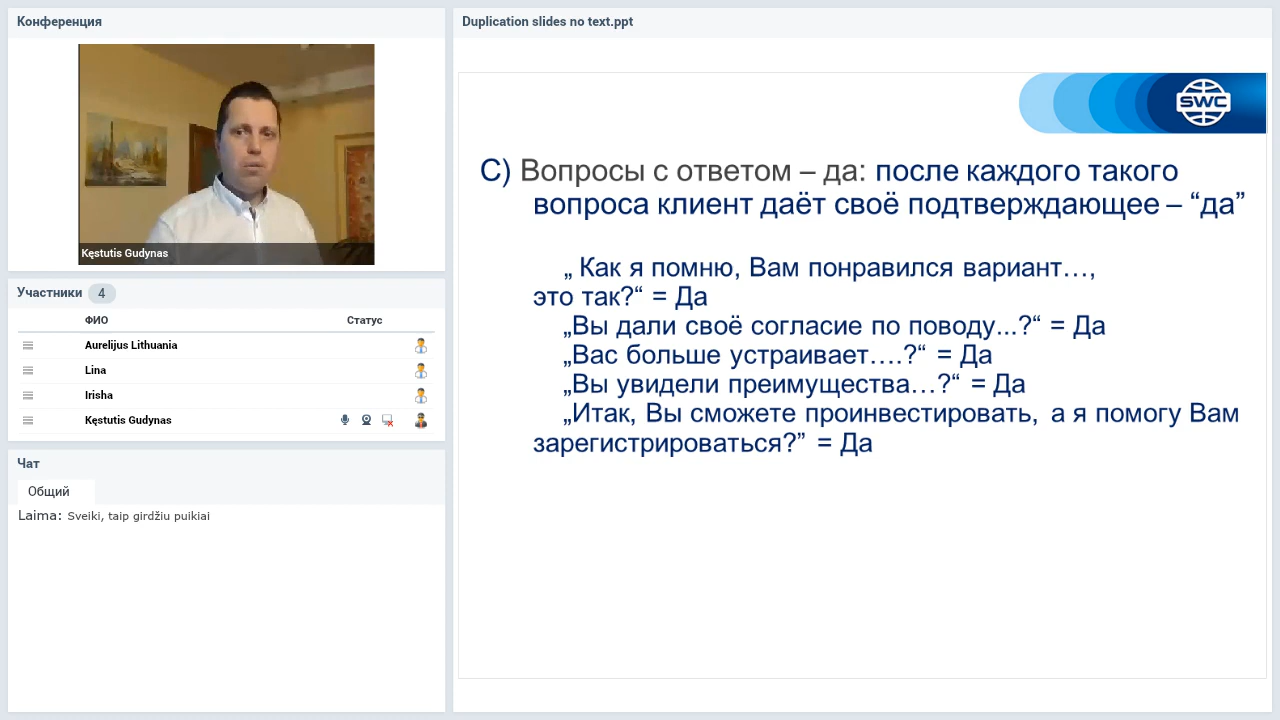 Конференция
Kęstutis Gudynas
Участники 4
ФИО Статус
Aurelijus Lithuania
Lina
Irisha
Kęstutis Gudynas
Чат
Общий
Laima: Sveiki, taip girdžiu puikiai
Duplication slides no text.ppt
SWC
C) Вопросы с ответом – да: после каждого такого
вопроса клиент даёт своё подтверждающее – “да”
„ Как я помню, Вам понравился вариант…,
это так?“ = Да
„Вы дали своё согласие по поводу...?“ = Да
„Вас больше устраивает….?“ = Да
„Вы увидели преимущества…?“ = Да
„Итак, Вы сможете проинвестировать, а я помогу Вам
зарегистрироваться?” = Да